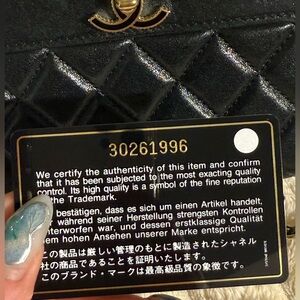 30261996
We certify the authenticity of this item and confirm
that it has been subjected to the most exacting quality
control. Its high quality is a symbol of the fine reputation
the Trademark.
bestätigen, dass es sich um einen Artikel handelt,
während seiner Herstellung strengsten Kontrollen
unterworfen war, und dessen erstklassige Qualität
dem hohen Ansehen unserer Marke entspricht.
この商品は厳しい管理のもとに製造されたシャネル
社の商品であることを証明いたします。
このブランド・マークは最高級品質の象徴です。